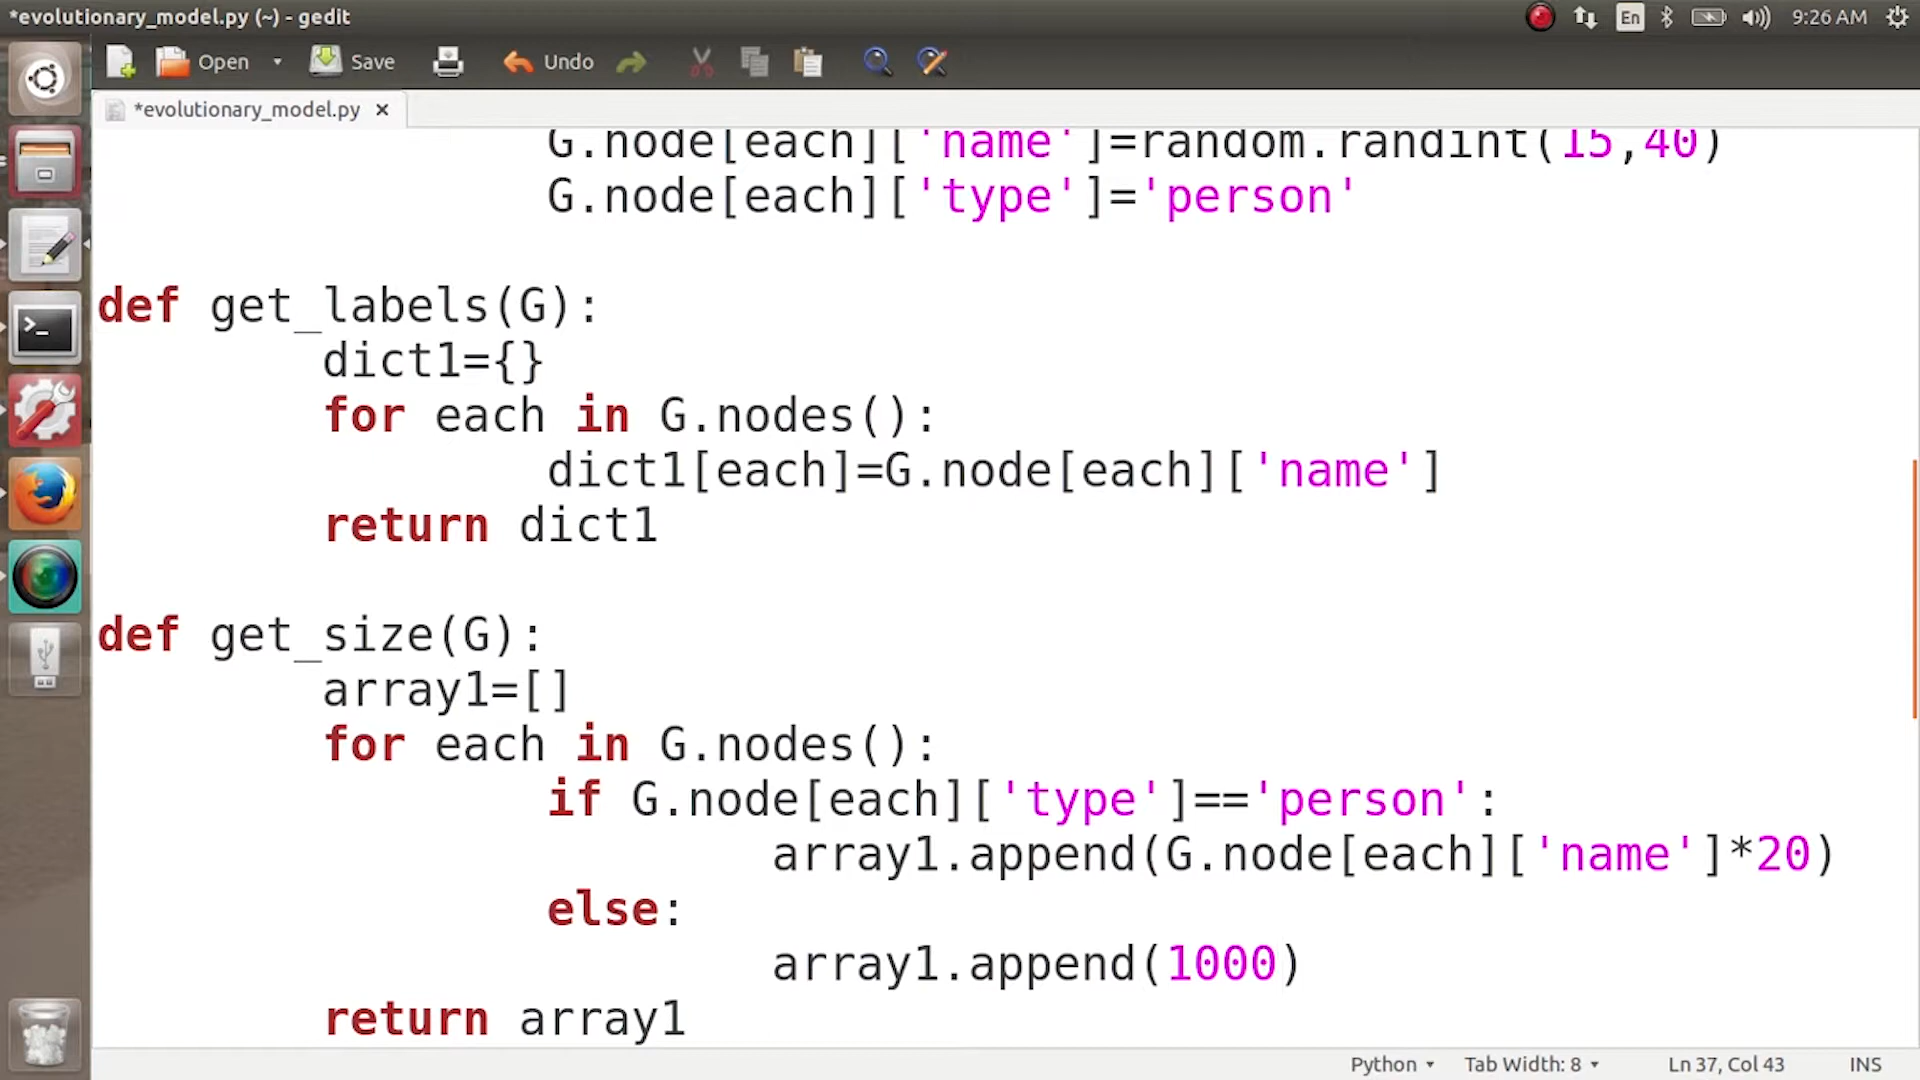 *evolutionary_model.py (~) - gedit
En
9:26 AM
Open
Save
Undo
*evolutionary_model.py ×
G.node[each]['name']=random.randint(15,40)
G.node[each]['type']='person'
def get_labels(G):
dict1={}
for each in G.nodes():
dict1[each]=G.node[each]['name']
return dict1
def get_size(G):
array1=[]
for each in G.nodes():
if G.node[each]['type']=='person':
array1.append(G.node[each]['name']*20)
else:
array1.append(1000)
return array1
Python
Tab Width: 8
Ln 37, Col 43
INS